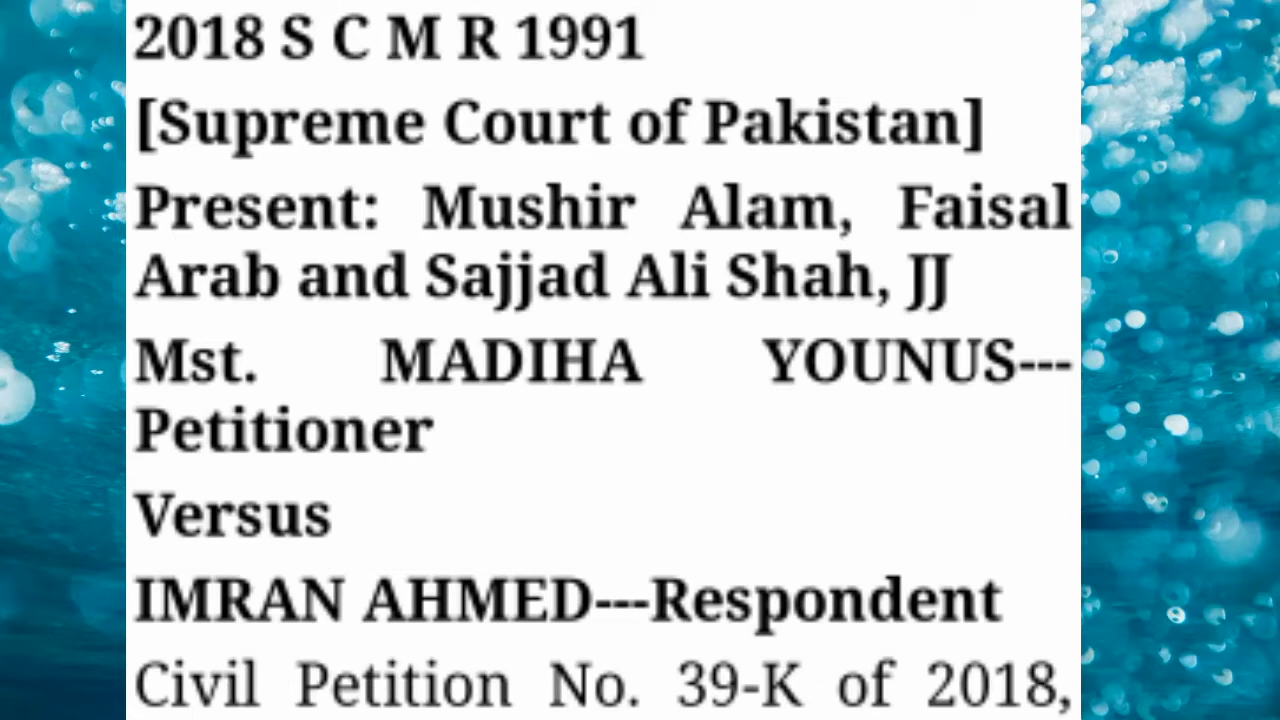 2018 S C M R 1991
[Supreme Court of Pakistan]
Present: Mushir Alam, Faisal
Arab and Sajjad Ali Shah, JJ
Mst. MADIHA YOUNUS---
Petitioner
Versus
IMRAN AHMED---Respondent
Civil Petition No. 39-K of 2018,